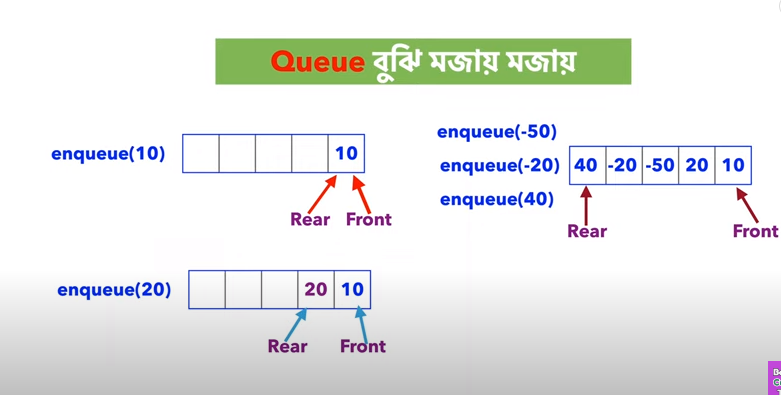 Queue বুঝি মজায় মজায়
enqueue(10)
10
Rear Front
enqueue(20)
20 10
Rear Front
enqueue(-50)
enqueue(-20)
enqueue(40)
40 -20 -50 20 10
Rear Front